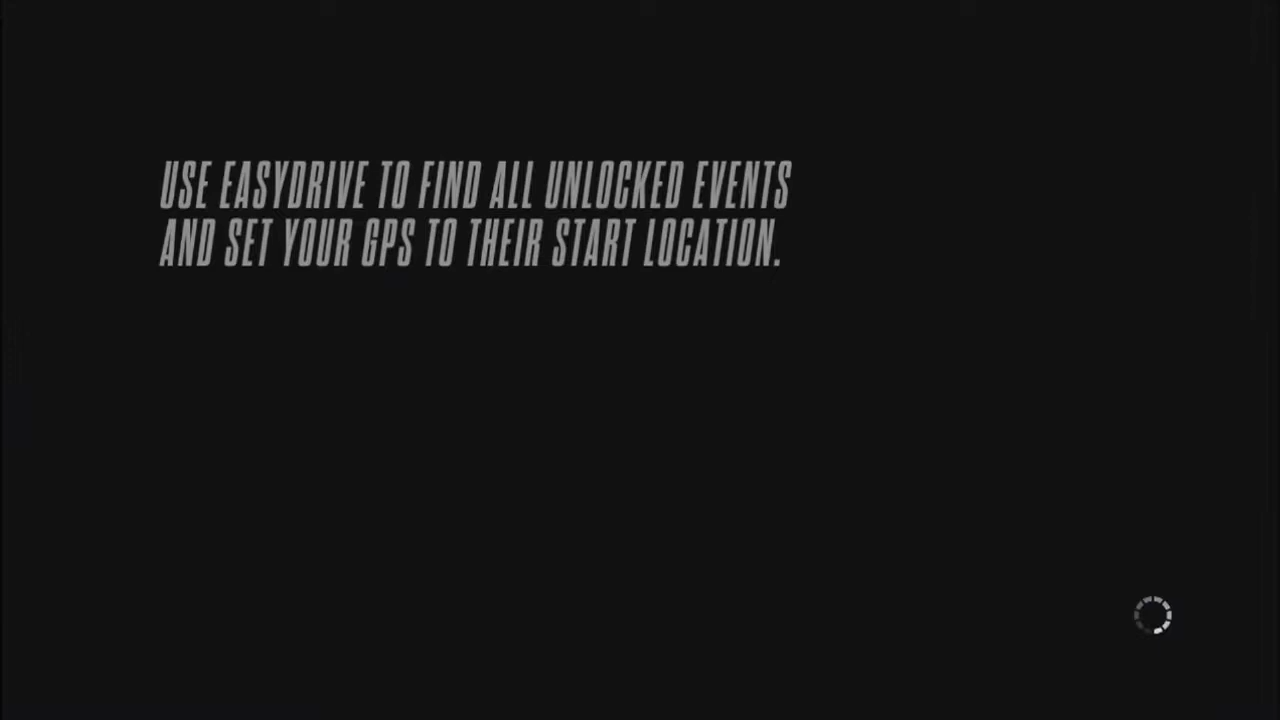 USE EASYDRIVE TO FIND ALL UNLOCKED EVENTS
AND SET YOUR GPS TO THEIR START LOCATION.